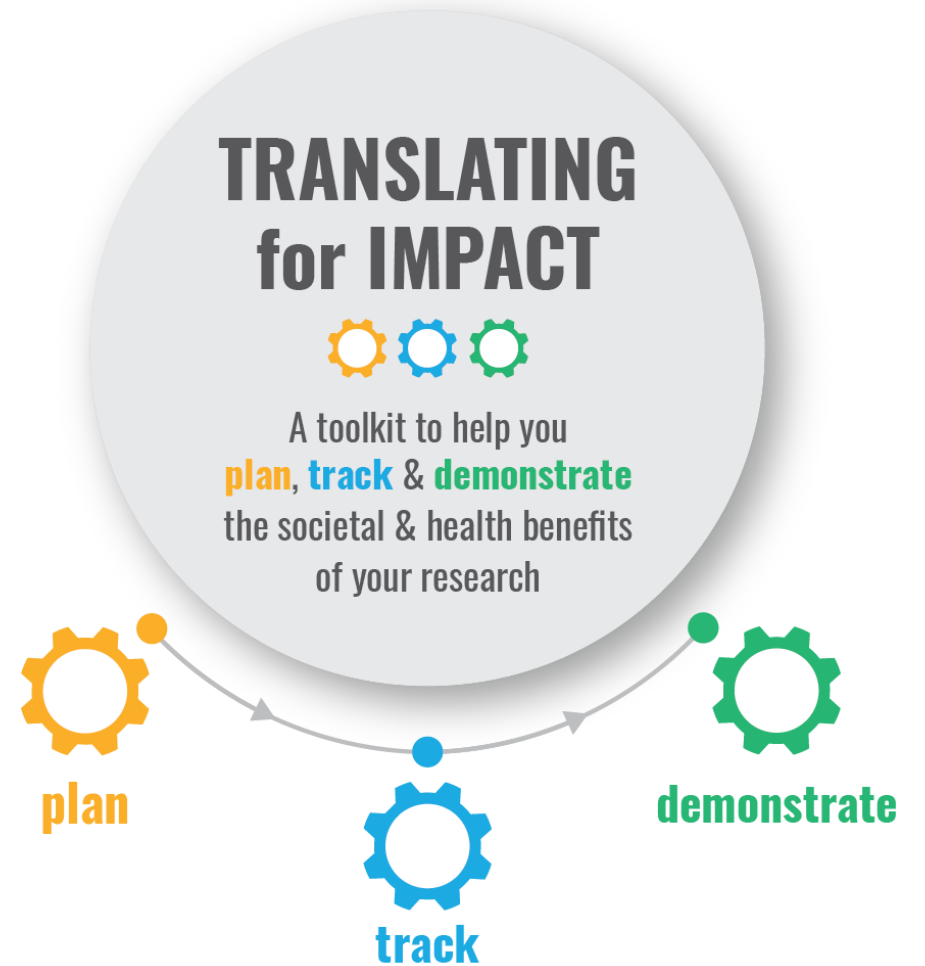 TRANSLATING
for IMPACT
A toolkit to help you
plan, track & demonstrate
the societal & health benefits
of your research
plan
track
demonstrate